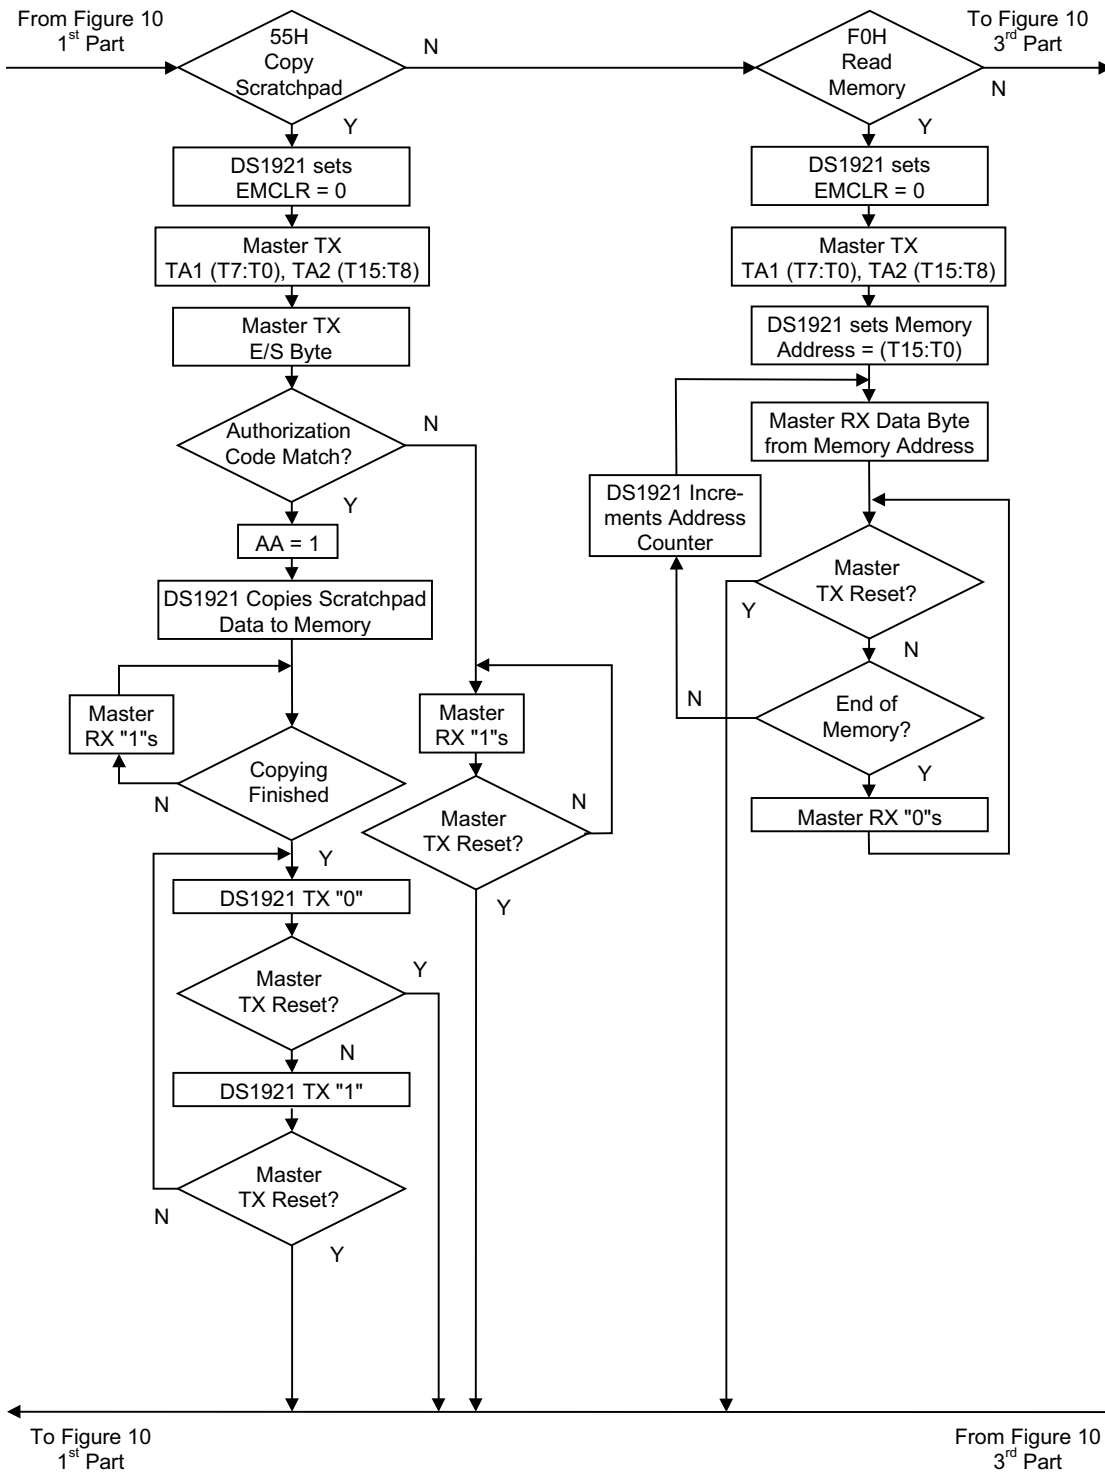 From Figure 10
1st Part
55H
Copy
Scratchpad
N
Y
F0H
Read
Memory
To Figure 10
3rd Part
N
Y
DS1921 sets
EMCLR = 0
Master TX
TA1 (T7:T0), TA2 (T15:T8)
Master TX
E/S Byte
Authorization
Code Match?
N
Y
AA = 1
DS1921 Copies Scratchpad
Data to Memory
Master
RX "1"s
Copying
Finished
N
Y
DS1921 TX "0"
Master
TX Reset?
Y
N
DS1921 TX "1"
Master
TX Reset?
N
Y
Master
RX "1"s
Master
TX Reset?
N
Y
DS1921 sets
EMCLR = 0
Master TX
TA1 (T7:T0), TA2 (T15:T8)
DS1921 sets Memory
Address = (T15:T0)
Master RX Data Byte
from Memory Address
DS1921 Incre-
ments Address
Counter
Master
TX Reset?
Y
N
End of
Memory?
N
Y
Master RX "0"s
To Figure 10
1st Part
From Figure 10
3rd Part